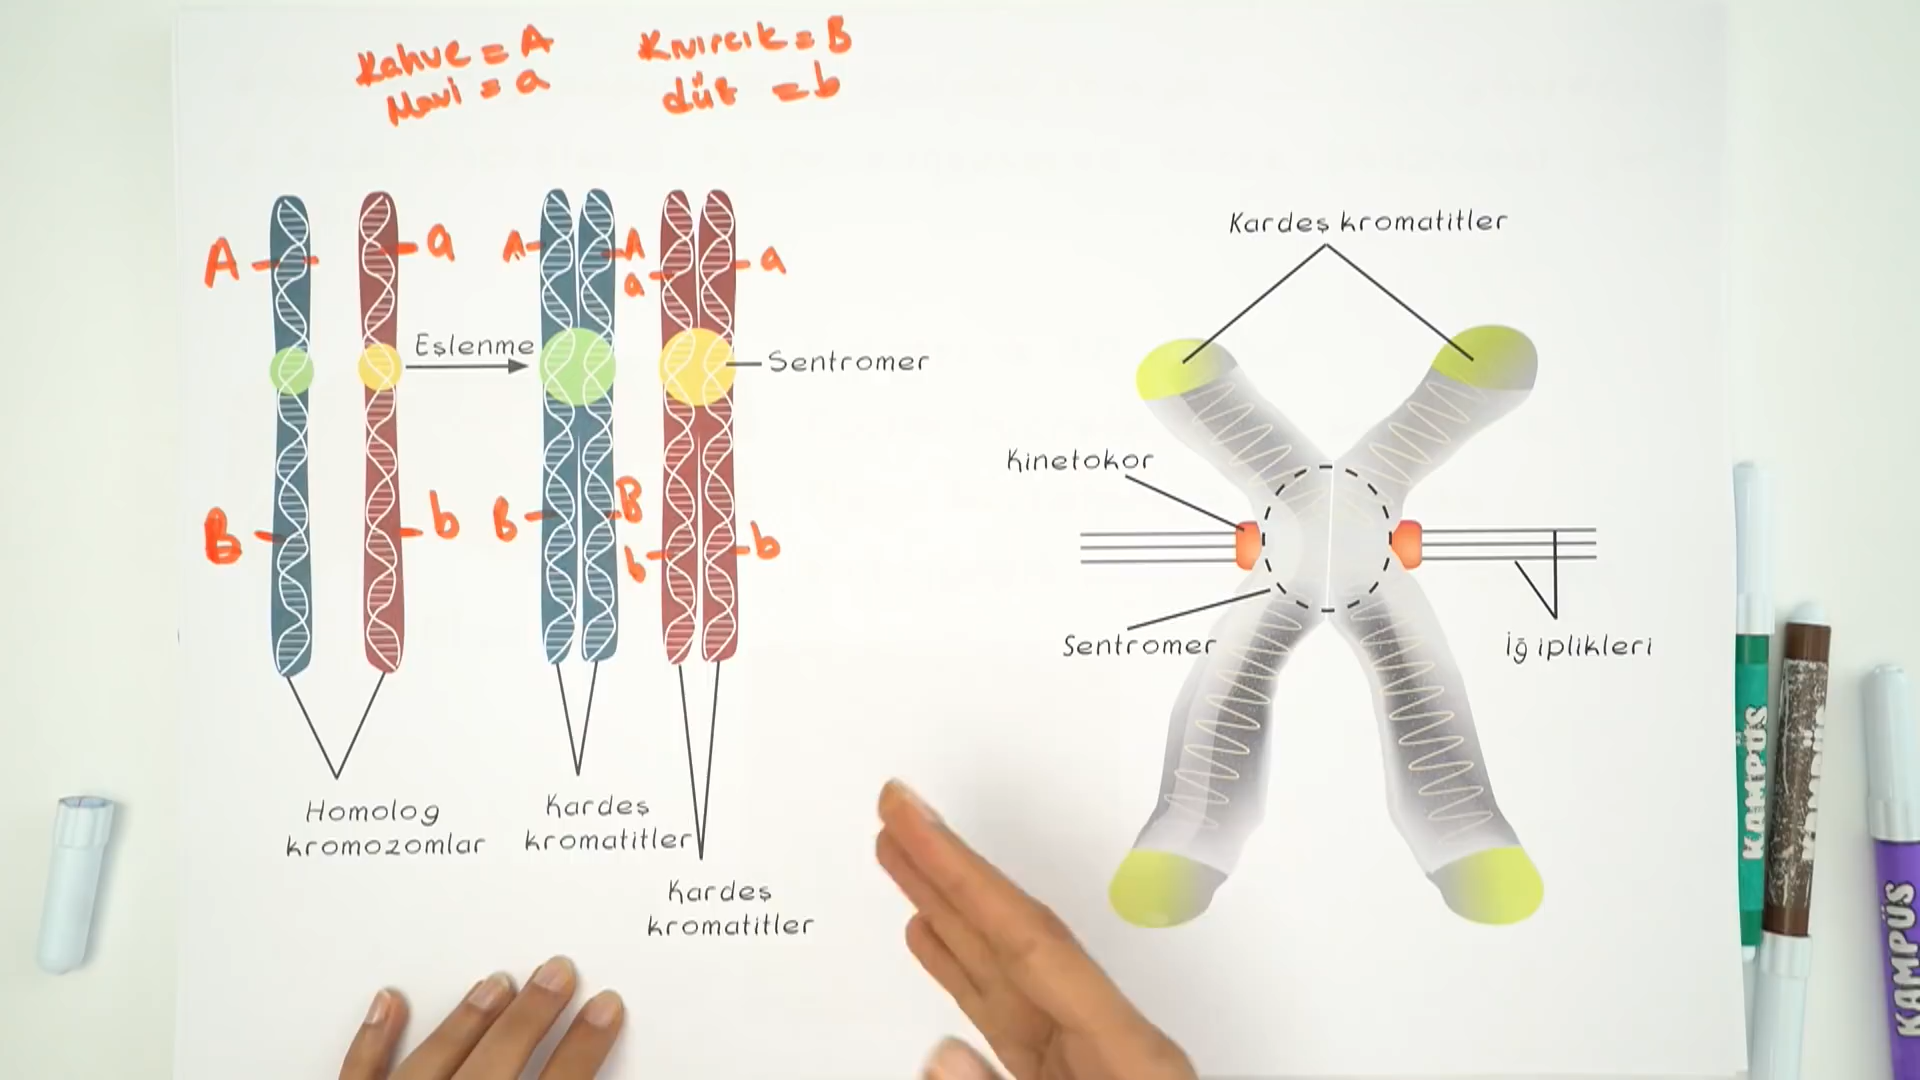 Kahve = A
Mavi = a
Kıvırcık = B
düz = b
A
a
A
A
a
a
Eşlenme
Sentromer
B
b
B
B
b
b
Homolog
kromozomlar
Kardeş
kromatitler
Kardeş
kromatitler
Kardeş kromatitler
Kinetokor
Sentromer
İğ iplikleri
KAMPÜS
KAMPÜS
KAMPÜS